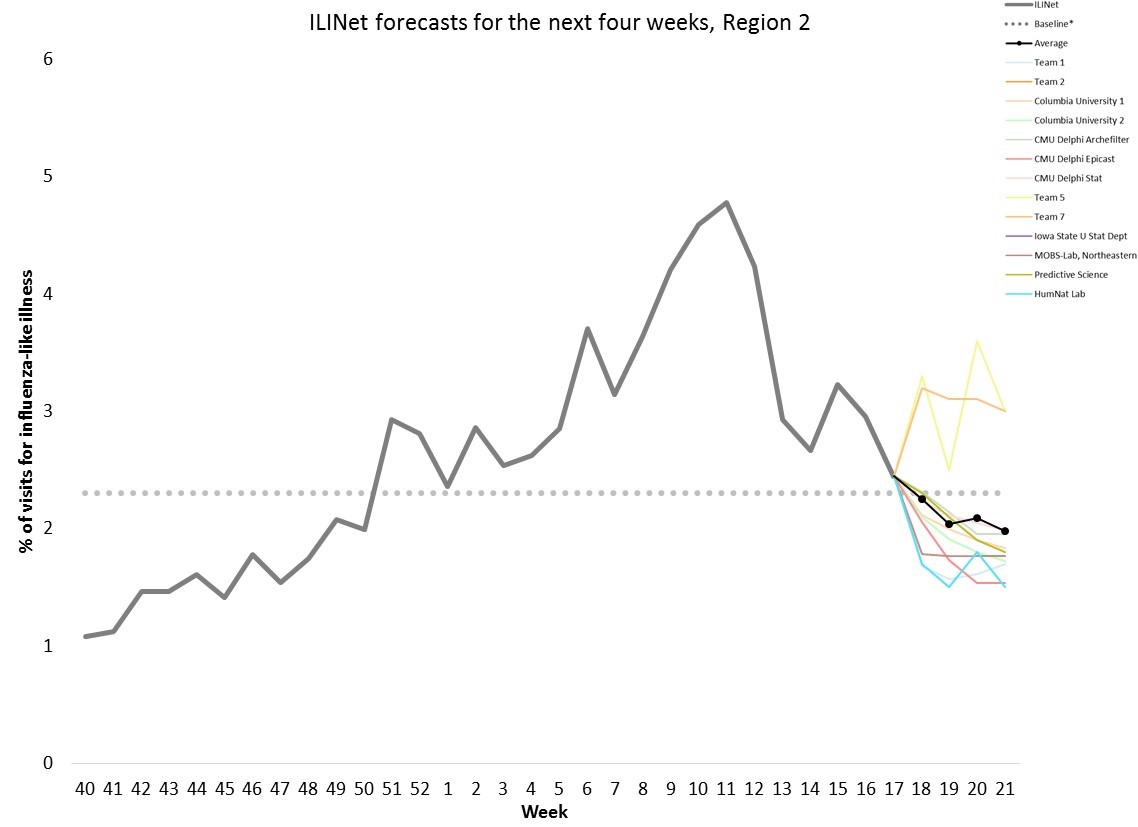 ILINet forecasts for the next four weeks, Region 2
ILINet
Baseline*
Average
Team 1
Team 2
Columbia University 1
Columbia University 2
CMU Delphi Archefilter
CMU Delphi Epicast
CMU Delphi Stat
Team 5
Team 7
Iowa State U Stat Dept
MOBS-Lab, Northeastern
Predictive Science
HumNat Lab
% of visits for influenza-like illness
6
5
4
3
2
1
0
40 41 42 43 44 45 46 47 48 49 50 51 52 1 2 3 4 5 6 7 8 9 10 11 12 13 14 15 16 17 18 19 20 21
Week